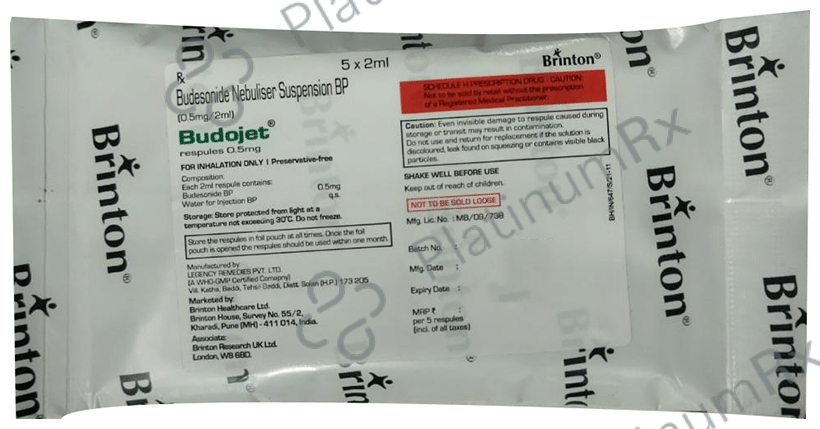 5 x 2ml
Rx
Budesonide Nebuliser Suspension BP
(0.5mg/2ml)
Budojet®
respules 0.5mg
FOR INHALATION ONLY | Preservative-free
Composition:
Each 2ml respule contains:
Budesonide BP 0.5mg
Water for Injection BP q.s.
Storage: Store protected from light at a
temperature not exceeding 30°C. Do not freeze.
Store the respules in foil pouch at all times. Once the foil
pouch is opened the respules should be used within one month.
Manufactured by:
LEGENCY REMEDIES PVT. LTD.
(A WHO-GMP Certified Comapny)
Vill. Katha, Baddi, Tehsil Baddi, Distt. Solan (H.P.) 173 205
Marketed by:
Brinton Healthcare Ltd.
Brinton House, Survey No. 55/2,
Kharadi, Pune (MH) - 411 014, India.
Associate:
Brinton Research UK Ltd.
London, W8 6BD.
Brinton®
SCHEDULE H PRESCRIPTION DRUG - CAUTION:
Not to be sold by retail without the prescription
of a Registered Medical Practitioner.
Caution: Even invisible damage to respule caused during
storage or transit may result in contamination.
Do not use and return for replacement if the solution is
discoloured, leak found on squeezing or contains visible black
particles.
SHAKE WELL BEFORE USE
Keep out of reach of children.
NOT TO BE SOLD LOOSE
Mfg. Lic. No. : MB/09/738
Batch No. :
Mfg. Date :
Expiry Date :
MRP ₹ :
per 5 respules
(incl. of all taxes)
BH/IN/647/S/21-11
Brinton
Brinton
Brinton®
Brinton®
Brinton
Brinton
PlatinumRx